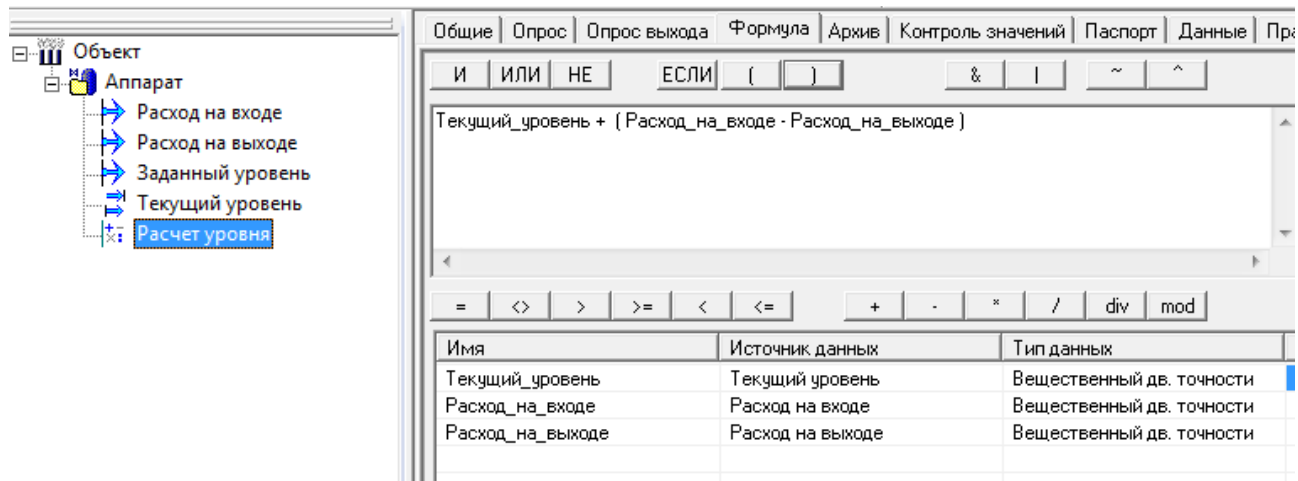 Объект
Аппарат
Расход на входе
Расход на выходе
Заданный уровень
Текущий уровень
Расчет уровня
Общие Опрос Опрос выхода Формула Архив Контроль значений Паспорт Данные Пра
И ИЛИ НЕ ЕСЛИ ( ) & | ~ ^
Текущий_уровень + ( Расход_на_входе - Расход_на_выходе )
= <> > >= < <= + - * / div mod
Имя Источник данных Тип данных
Текущий_уровень Текущий уровень Вещественный дв. точности
Расход_на_входе Расход на входе Вещественный дв. точности
Расход_на_выходе Расход на выходе Вещественный дв. точности